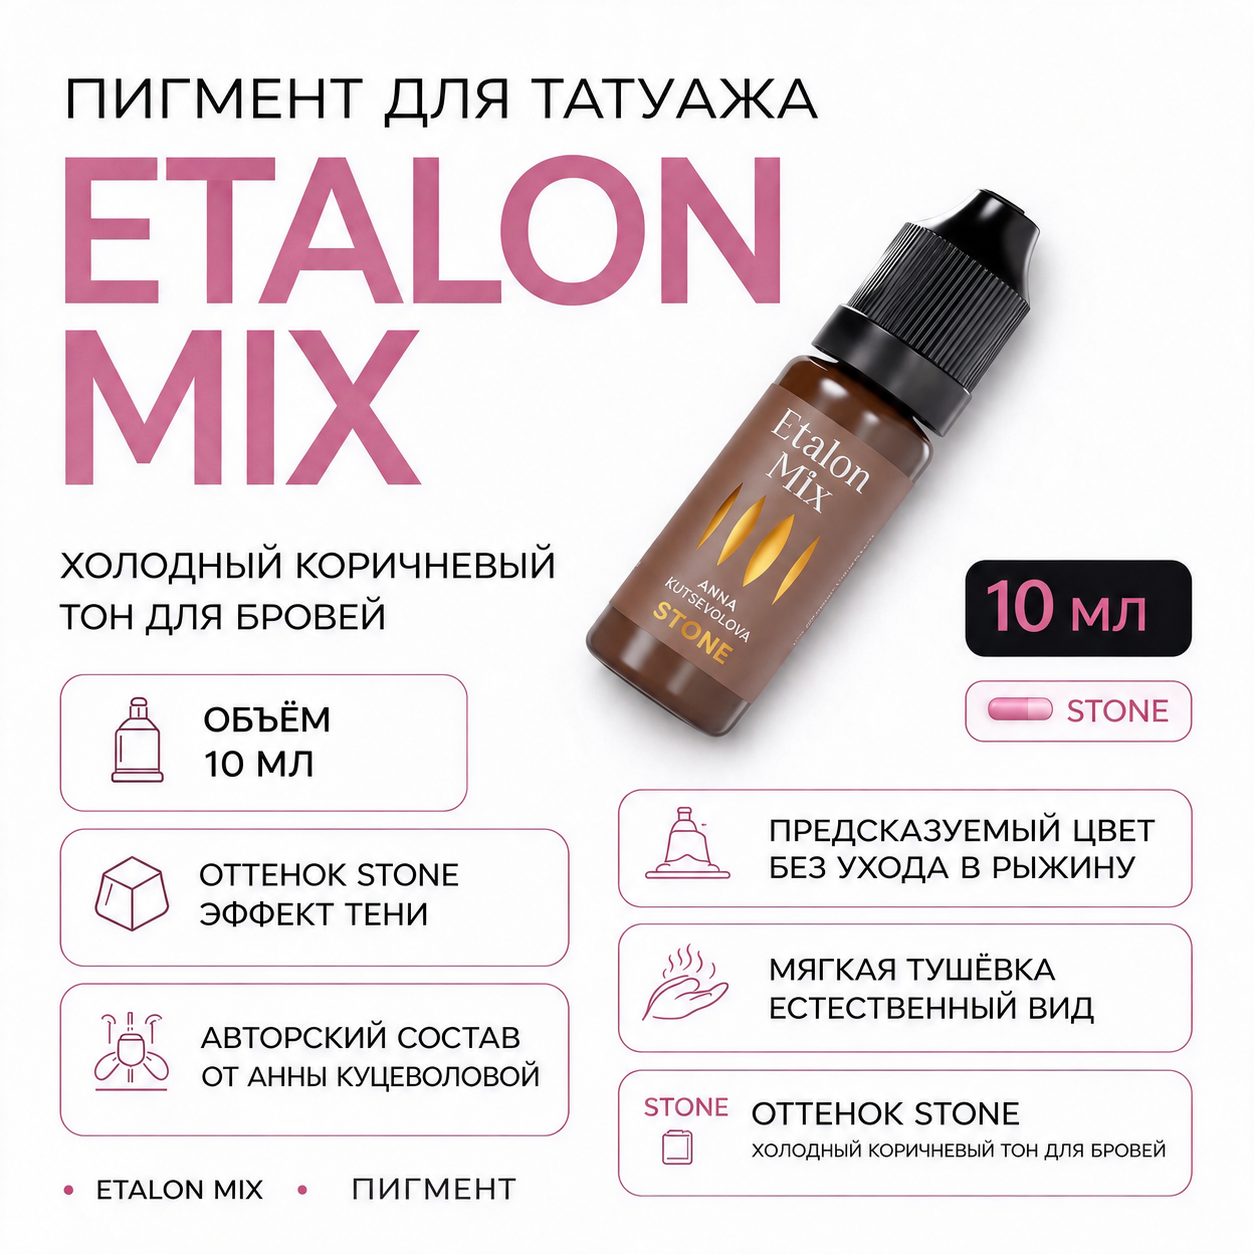 ПИГМЕНТ ДЛЯ ТАТУАЖА
ETALON
MIX
ХОЛОДНЫЙ КОРИЧНЕВЫЙ
ТОН ДЛЯ БРОВЕЙ
Etalon
Mix
ANNA
KUTSEVOLOVA
STONE
10 МЛ
STONE
ОБЪЁМ
10 МЛ
ОТТЕНОК STONE
ЭФФЕКТ ТЕНИ
АВТОРСКИЙ СОСТАВ
ОТ АННЫ КУЦЕВОЛОВОЙ
ПРЕДСКАЗУЕМЫЙ ЦВЕТ
БЕЗ УХОДА В РЫЖИНУ
МЯГКАЯ ТУШЁВКА
ЕСТЕСТВЕННЫЙ ВИД
STONE
ОТТЕНОК STONE
ХОЛОДНЫЙ КОРИЧНЕВЫЙ ТОН ДЛЯ БРОВЕЙ
• ETALON MIX • ПИГМЕНТ